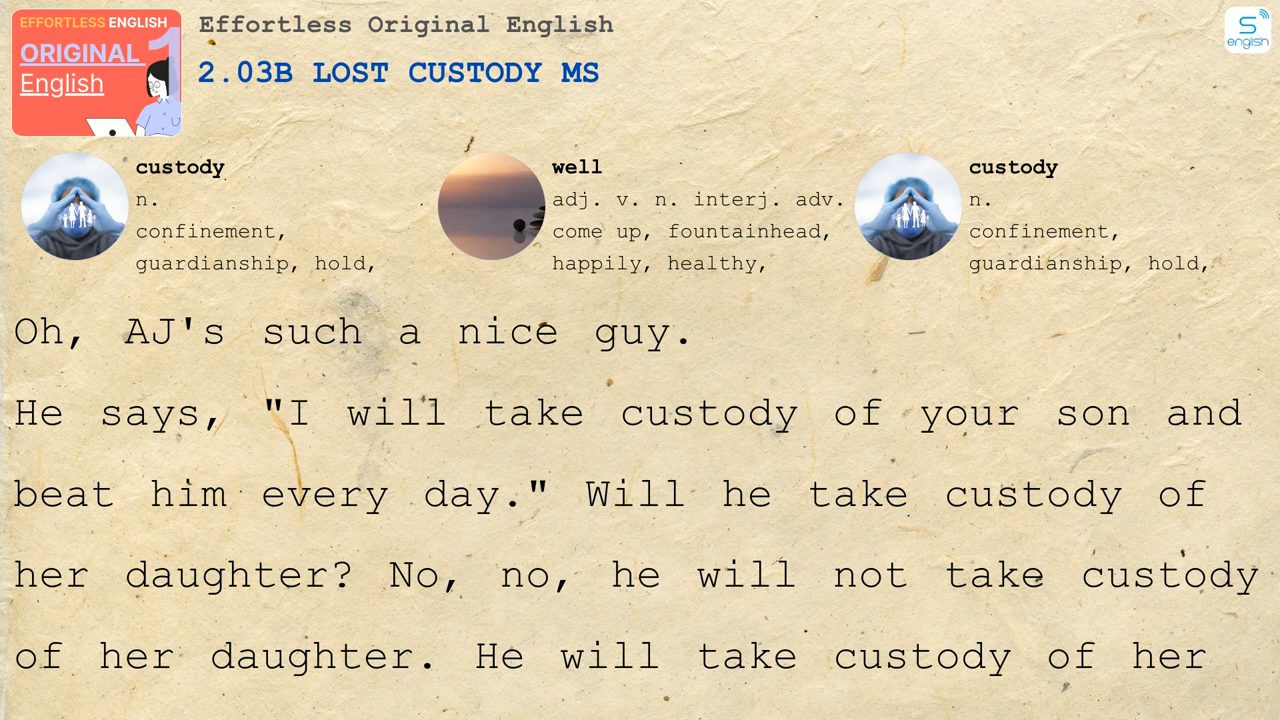 EFFORTLESS ENGLISH
ORIGINAL 1
English
Effortless Original English
2.03B LOST CUSTODY MS
S
english
custody
n.
confinement,
guardianship, hold,
well
adj. v. n. interj. adv.
come up, fountainhead,
happily, healthy,
custody
n.
confinement,
guardianship, hold,
Oh, AJ's such a nice guy.
He says, "I will take custody of your son and
beat him every day." Will he take custody of
her daughter? No, no, he will not take custody
of her daughter. He will take custody of her